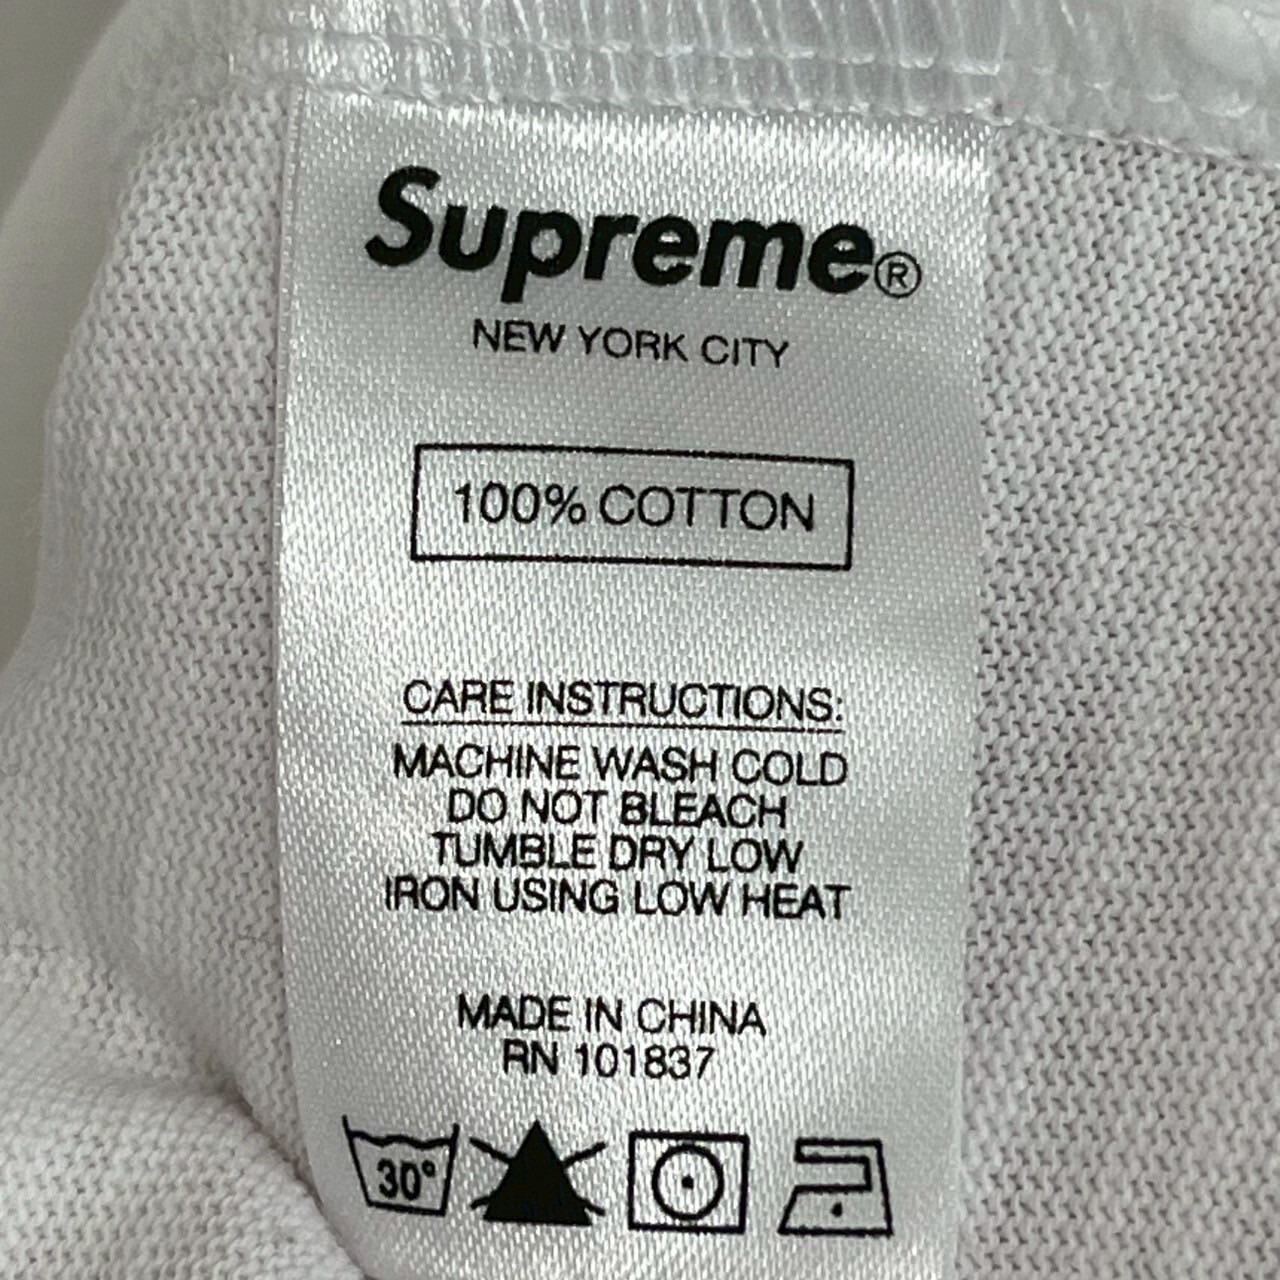 Supreme®
NEW YORK CITY
100% COTTON
CARE INSTRUCTIONS:
MACHINE WASH COLD
DO NOT BLEACH
TUMBLE DRY LOW
IRON USING LOW HEAT
MADE IN CHINA
RN 101837
30°